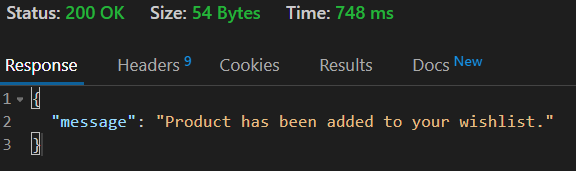 Status: 200 OK Size: 54 Bytes Time: 748 ms
Response Headers 9 Cookies Results Docs New
1 {
2 "message": "Product has been added to your wishlist."
3 }